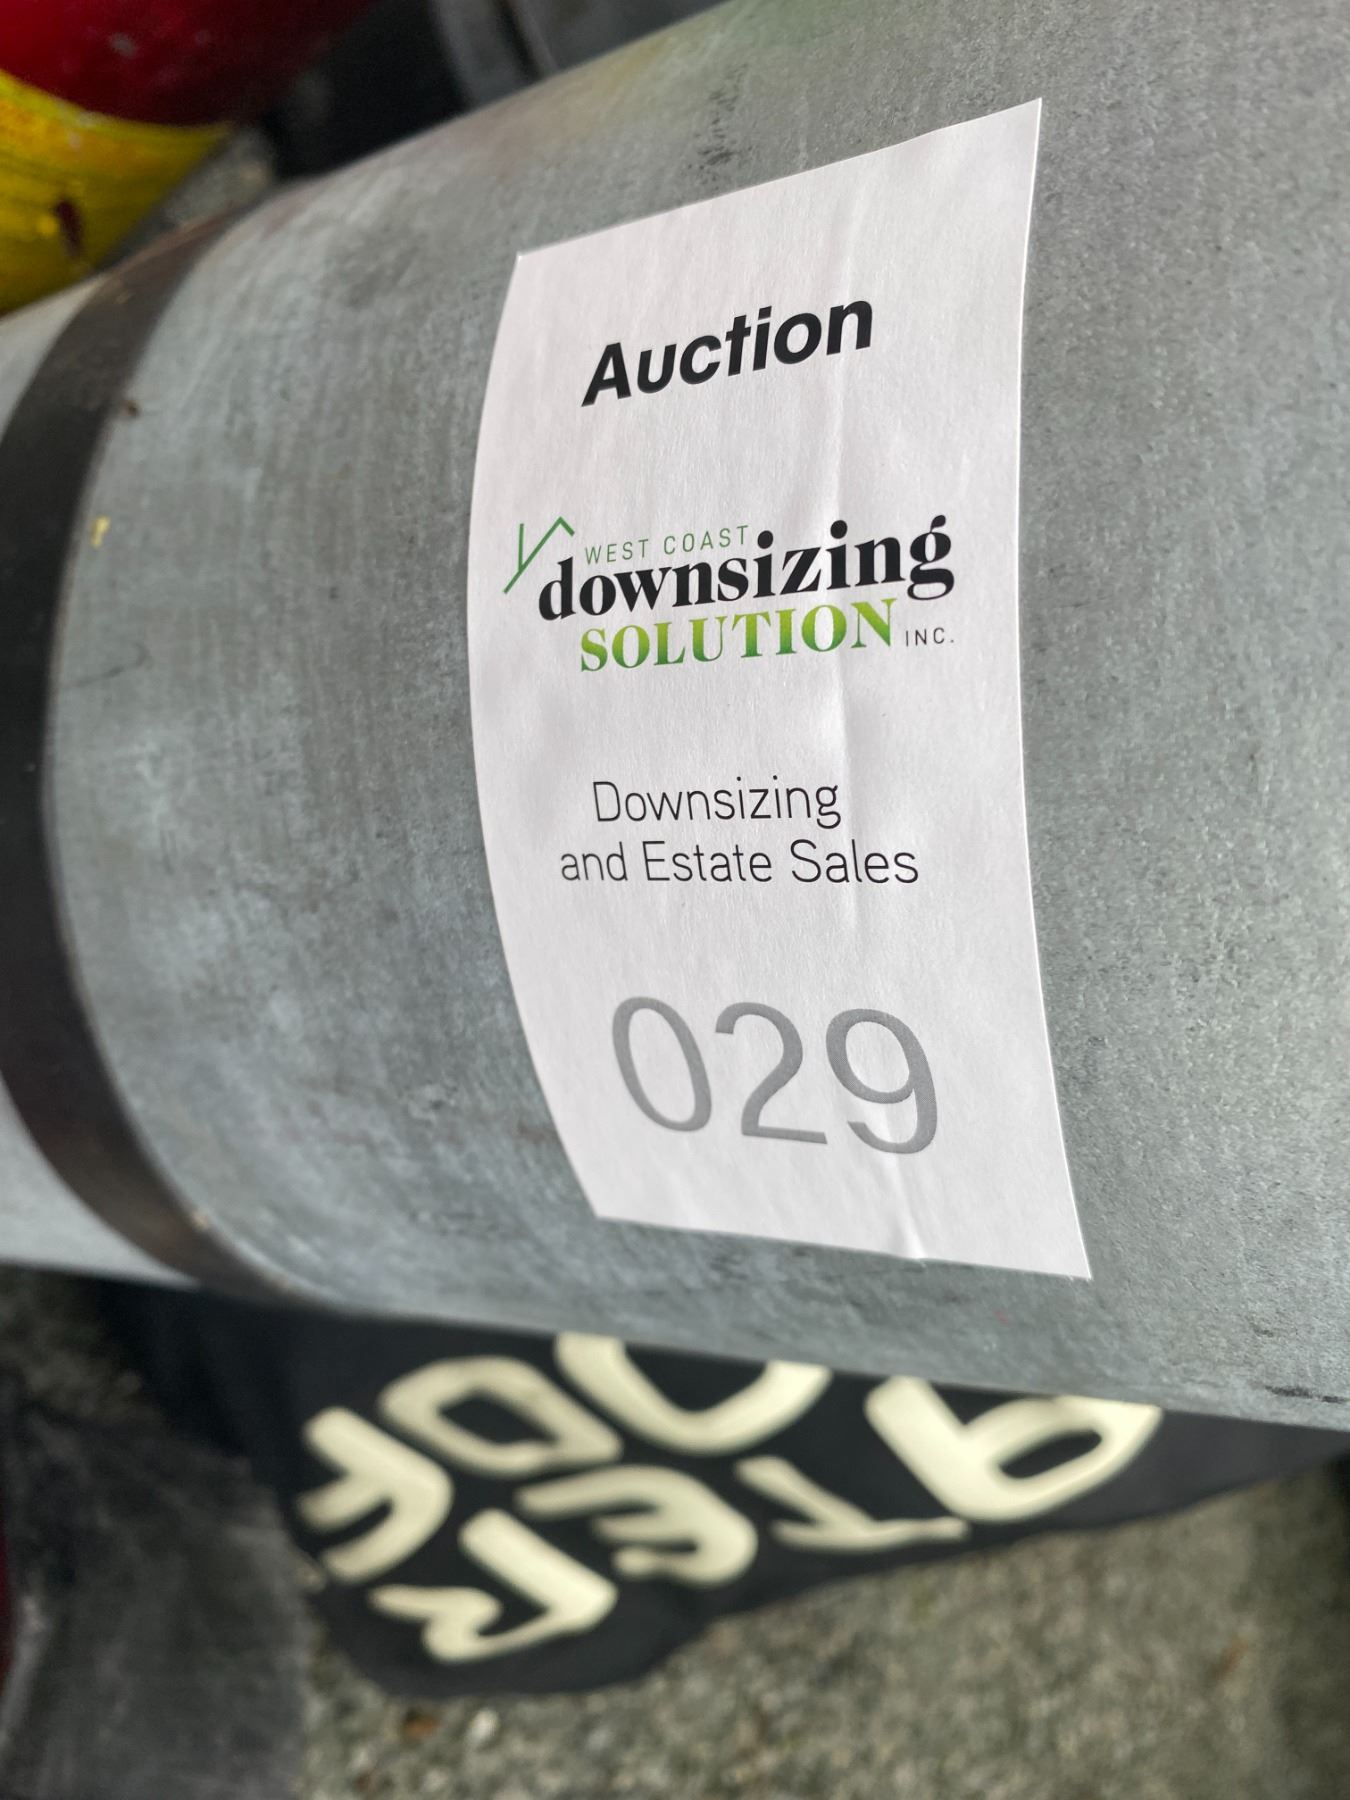 Auction
WEST COAST
downsizing
SOLUTION INC.
Downsizing
and Estate Sales
029